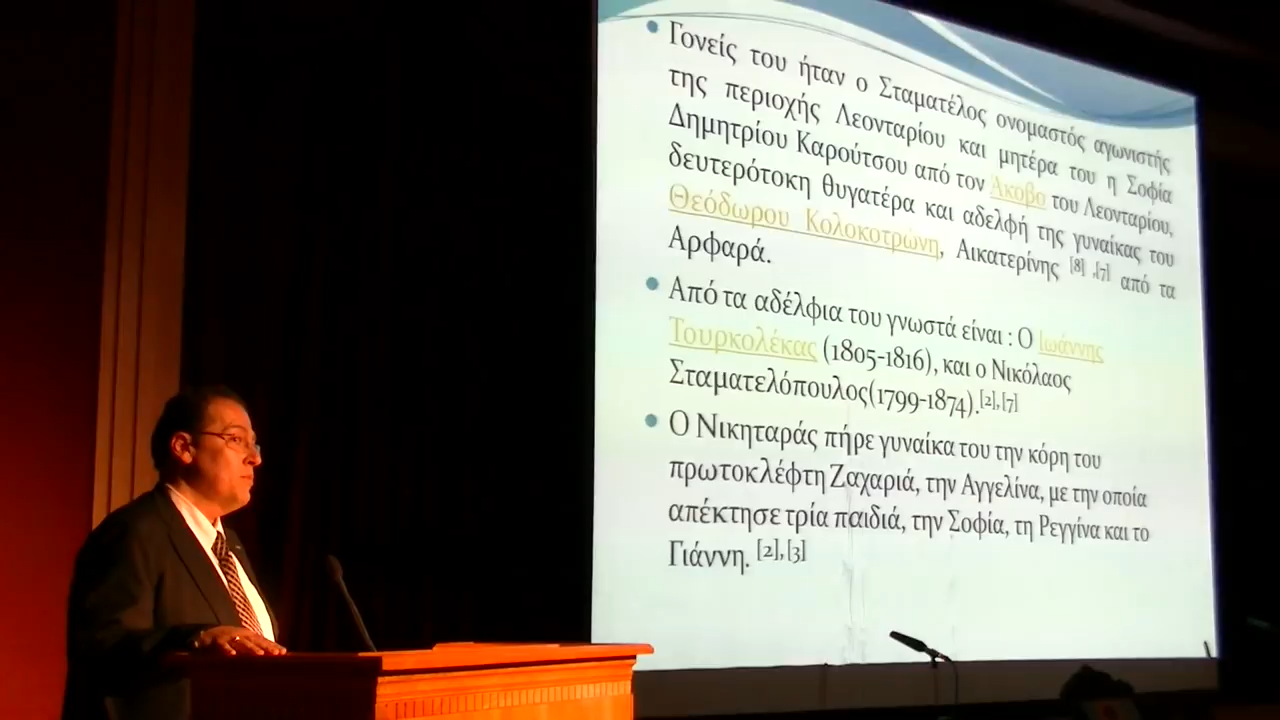 • Γονείς του ήταν ο Σταματέλος ονομαστός αγωνιστής
της περιοχής Λεονταρίου και μητέρα του η Σοφία
Δημητρίου Καρούτσου από τον Άκοβο του Λεονταρίου,
δευτερότοκη θυγατέρα και αδελφή της γυναίκας του
Θεόδωρου Κολοκοτρώνη, Αικατερίνης [8] ,[7] από τα
Αρφαρά.
• Από τα αδέλφια του γνωστά είναι : Ο Ιωάννης
Τουρκολέκας (1805-1816), και ο Νικόλαος
Σταματελόπουλος(1799-1874).[2],[7]
• Ο Νικηταράς πήρε γυναίκα του την κόρη του
πρωτοκλέφτη Ζαχαριά, την Αγγελίνα, με την οποία
απέκτησε τρία παιδιά, την Σοφία, τη Ρεγγίνα και το
Γιάννη. [2],[3]